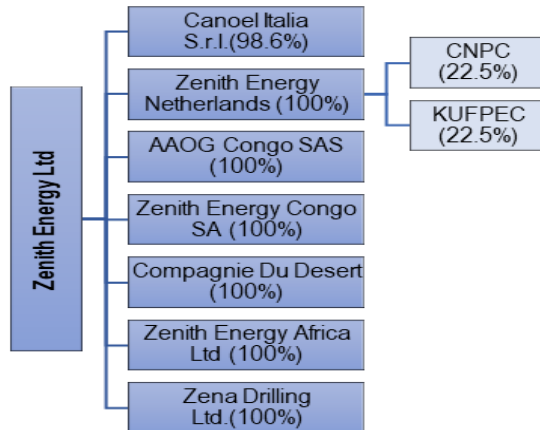 Zenith Energy Ltd
Canoel Italia
S.r.l.(98.6%)
Zenith Energy
Netherlands (100%)
CNPC
(22.5%)
KUFPEC
(22.5%)
AAOG Congo SAS
(100%)
Zenith Energy Congo
SA (100%)
Compagnie Du Desert
(100%)
Zenith Energy Africa
Ltd (100%)
Zena Drilling
Ltd.(100%)